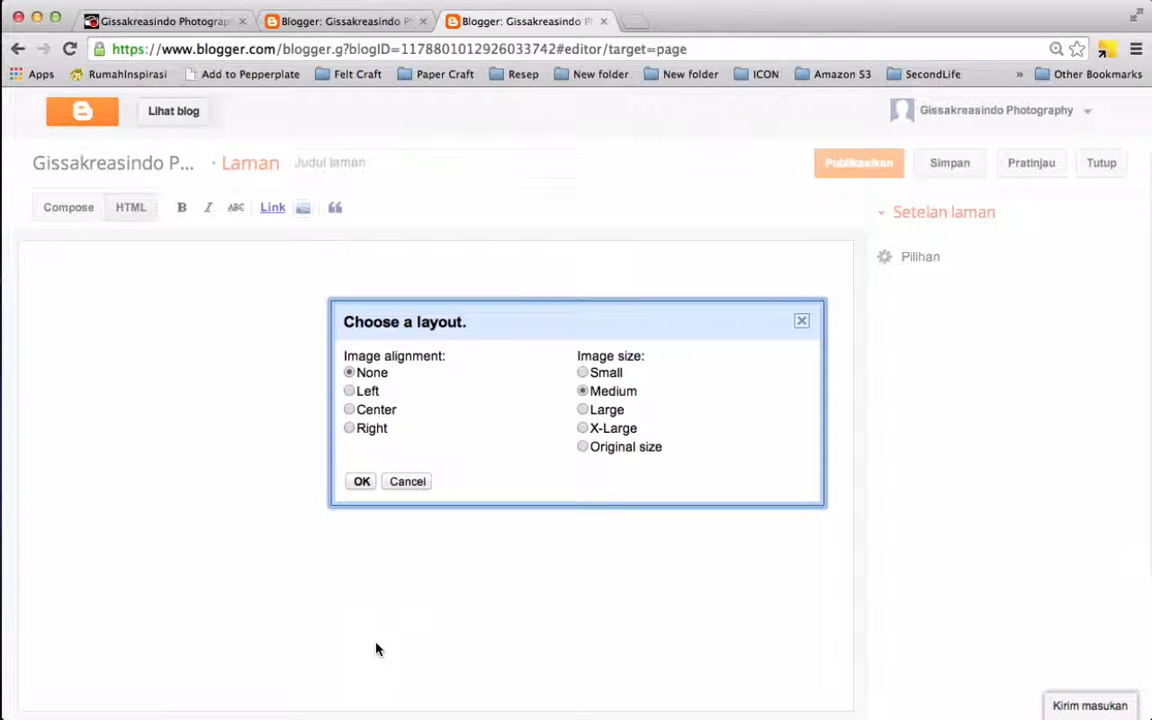 Gissakreasindo Photograp
Blogger: Gissakreasindo P
Blogger: Gissakreasindo P
https://www.blogger.com/blogger.g?blogID=1178801012926033742#editor/target=page
Apps RumahInspirasi Add to Pepperplate Felt Craft Paper Craft Resep New folder New folder ICON Amazon S3 SecondLife » Other Bookmarks
Lihat blog
Gissakreasindo Photography
Gissakreasindo P... · Laman Judul laman
Publikasikan Simpan Pratinjau Tutup
Compose HTML B I ABC Link
Setelan laman
Pilihan
Choose a layout.
Image alignment:
None
Left
Center
Right
Image size:
Small
Medium
Large
X-Large
Original size
OK Cancel
Kirim masukan